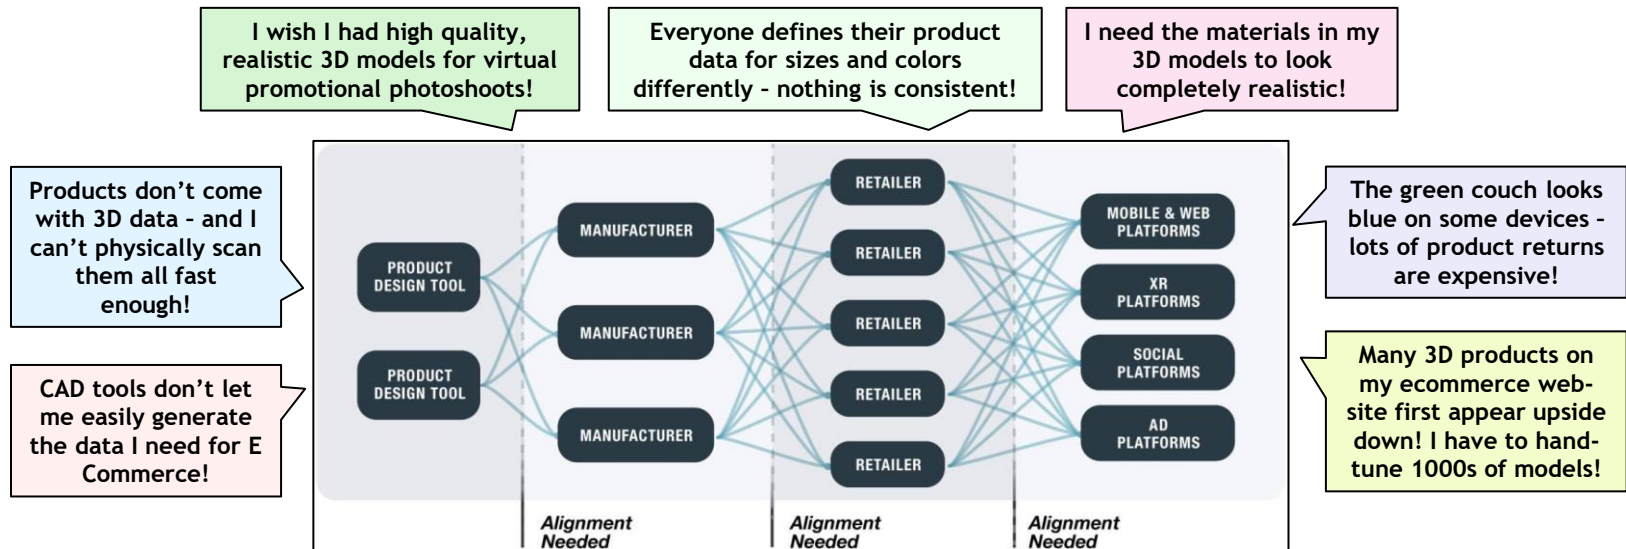 I wish I had high quality,
realistic 3D models for virtual
promotional photoshoots!
Everyone defines their product
data for sizes and colors
differently – nothing is consistent!
I need the materials in my
3D models to look
completely realistic!
Products don’t come
with 3D data – and I
can’t physically scan
them all fast
enough!
CAD tools don’t let
me easily generate
the data I need for E
Commerce!
PRODUCT
DESIGN TOOL
PRODUCT
DESIGN TOOL
MANUFACTURER
MANUFACTURER
MANUFACTURER
RETAILER
RETAILER
RETAILER
RETAILER
RETAILER
MOBILE & WEB
PLATFORMS
XR
PLATFORMS
SOCIAL
PLATFORMS
AD
PLATFORMS
Alignment
Needed
Alignment
Needed
Alignment
Needed
The green couch looks
blue on some devices –
lots of product returns
are expensive!
Many 3D products on
my ecommerce web-
site first appear upside
down! I have to hand-
tune 1000s of models!